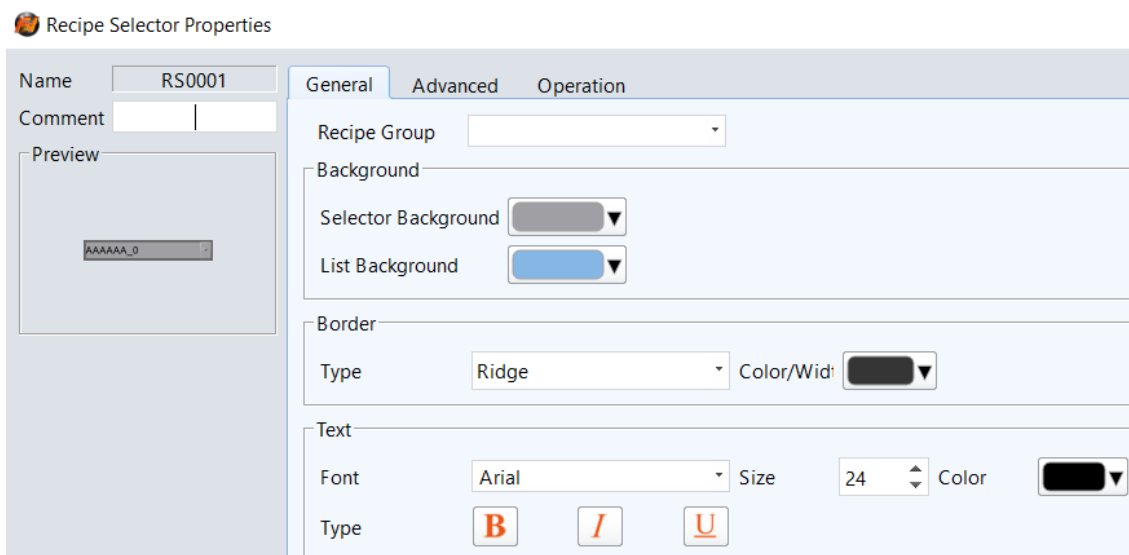 Recipe Selector Properties
Name RS0001
Comment
Preview
AAAAAA_0
General Advanced Operation
Recipe Group
Background
Selector Background
List Background
Border
Type Ridge Color/Widt
Text
Font Arial Size 24 Color
Type B I U